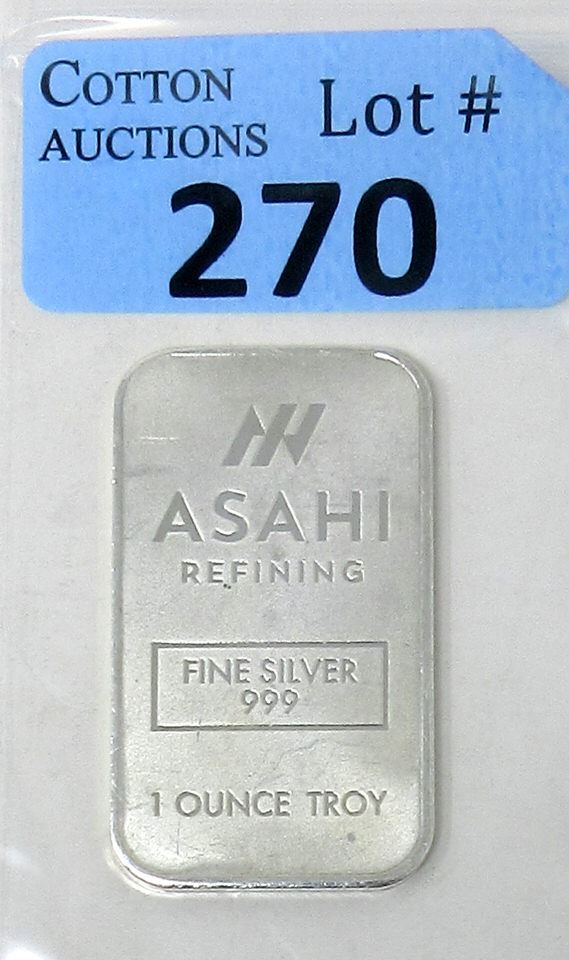 COTTON
AUCTIONS
Lot #
270
ASAHI
REFINING
FINE SILVER
999
1 OUNCE TROY